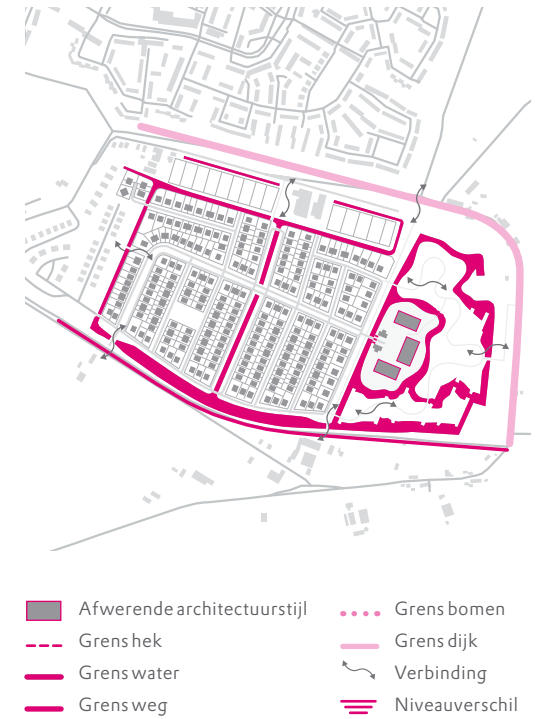 Afwerende architectuurstijl
Grens hek
Grens water
Grens weg
Grens bomen
Grens dijk
Verbinding
Niveauverschil